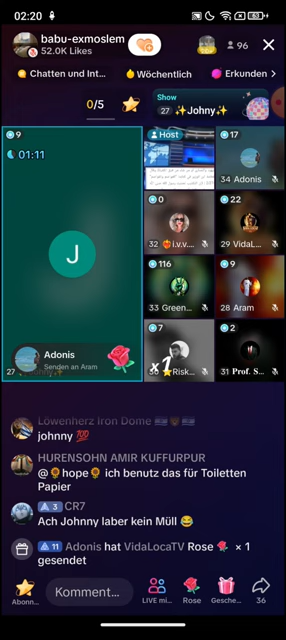 02:20
63
babu-exmoslem
52.0K Likes
96
Chatten und Int...
Wöchentlich
Erkunden >
0/5
Show
27 ✨Johny✨
9
01:11
J
Adonis
Senden an Aram
27
Host
17
34 Adonis
0
32 i.v.v....
22
29 VidaL...
116
33 Green...
9
28 Aram
7
x1
⭐Risk...
2
31 Prof. S...
Löwenherz Iron Dome 🇮🇱🦁🇮🇱
johnny 💯
HURENSOHN AMIR KUFFURPUR
@🌻hope🌻 ich benutz das für Toiletten
Papier
3 CR7
Ach Johnny laber kein Müll 😂
11 Adonis hat VidaLocaTV Rose 🌹 × 1
gesendet
Abonn...
Komment...
LIVE mi...
Rose
Gesche...
36